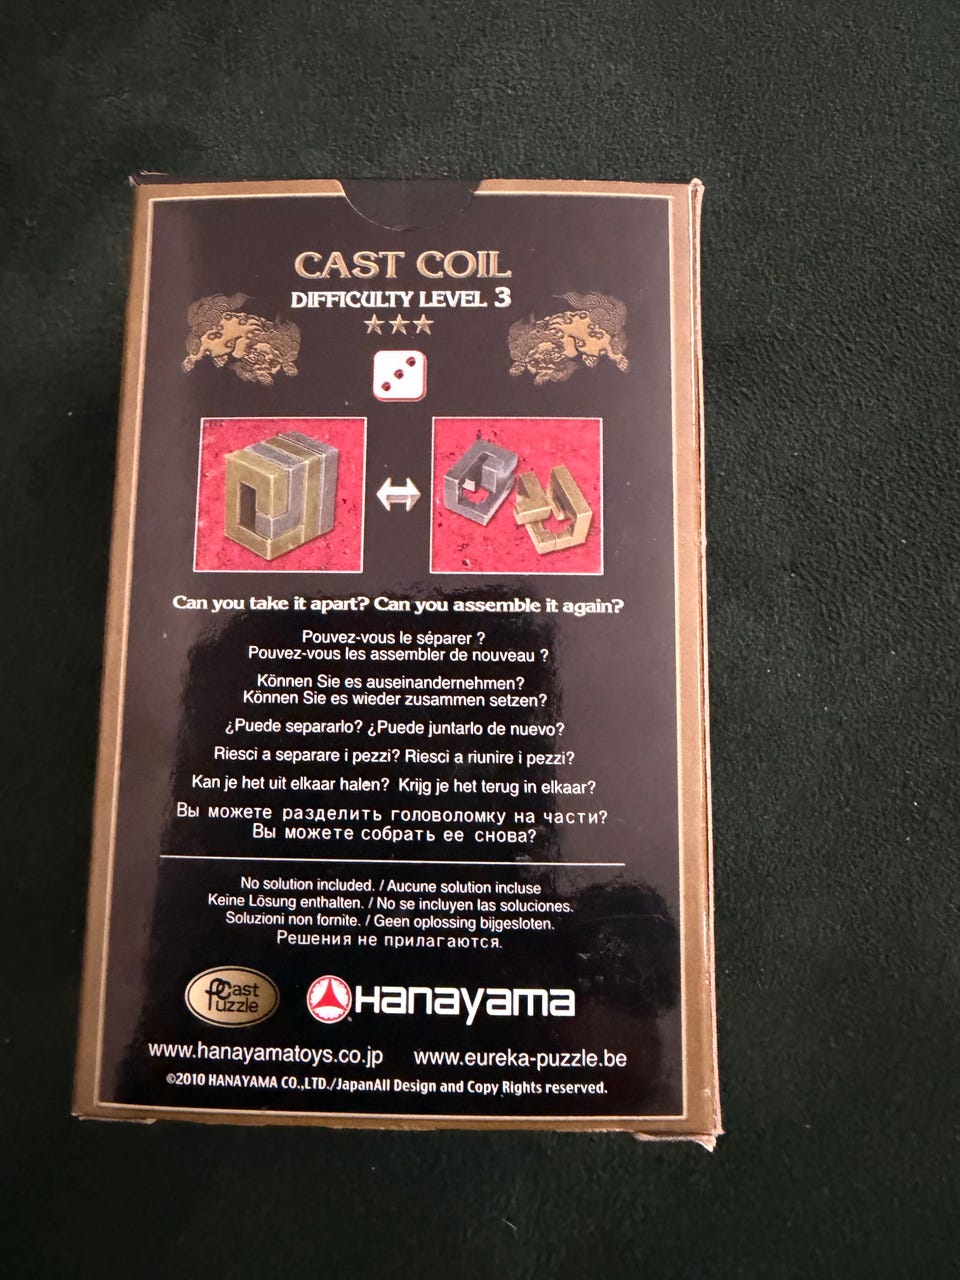 CAST COIL
DIFFICULTY LEVEL 3
Can you take it apart? Can you assemble it again?
Pouvez-vous le séparer ?
Pouvez-vous les assembler de nouveau ?
Können Sie es auseinandernehmen?
Können Sie es wieder zusammen setzen?
¿Puede separarlo? ¿Puede juntarlo de nuevo?
Riesci a separare i pezzi? Riesci a riunire i pezzi?
Kan je het uit elkaar halen? Krijg je het terug in elkaar?
Вы можете разделить головоломку на части?
Вы можете собрать ее снова?
No solution included. / Aucune solution incluse
Keine Lösung enthalten. / No se incluyen las soluciones.
Soluzioni non fornite. / Geen oplossing bijgesloten.
Решения не прилагаются.
Cast Puzzle
Hanayama
www.hanayamatoys.co.jp www.eureka-puzzle.be
©2010 HANAYAMA CO.,LTD./JapanAll Design and Copy Rights reserved.